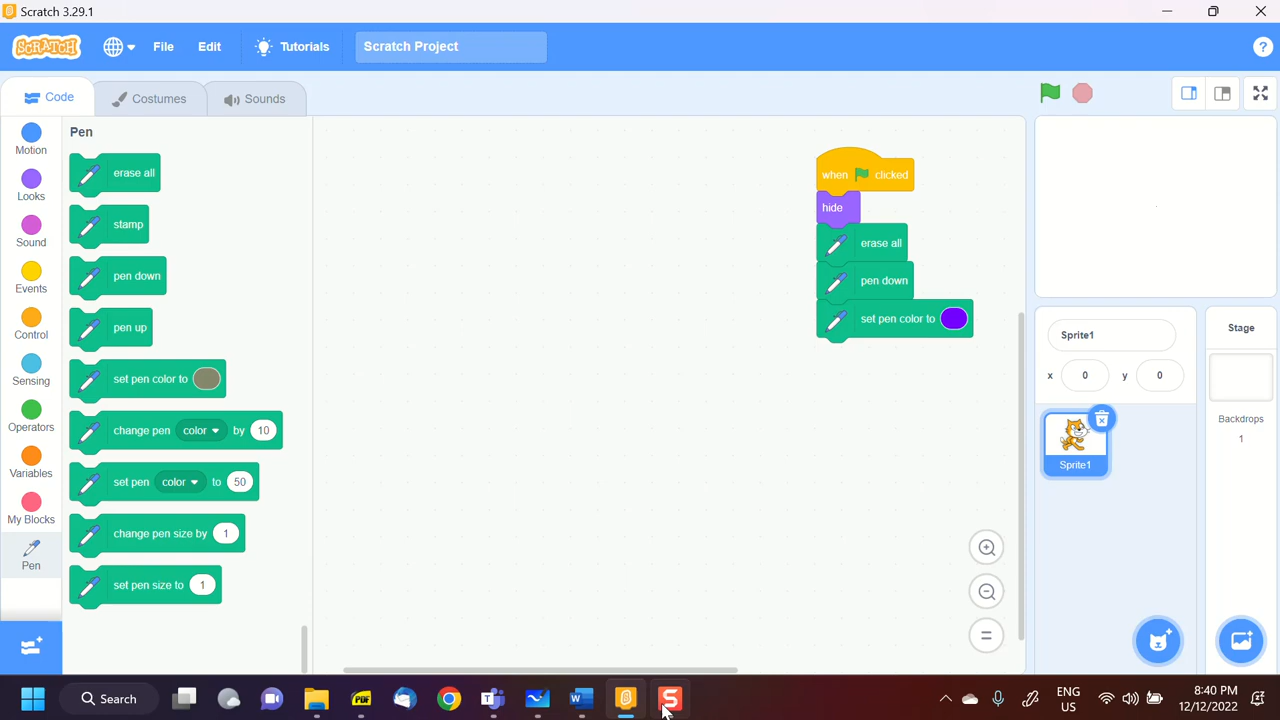 Scratch 3.29.1
SCRATCH File Edit Tutorials Scratch Project ?
Code Costumes Sounds
Motion
Looks
Sound
Events
Control
Sensing
Operators
Variables
My Blocks
Pen
Pen
erase all
stamp
pen down
pen up
set pen color to
change pen color by 10
set pen color to 50
change pen size by 1
set pen size to 1
when clicked
hide
erase all
pen down
set pen color to
Sprite1
x 0 y 0
Sprite1
Stage
Backdrops
1
Search
PDF
ENG
US
8:40 PM
12/12/2022